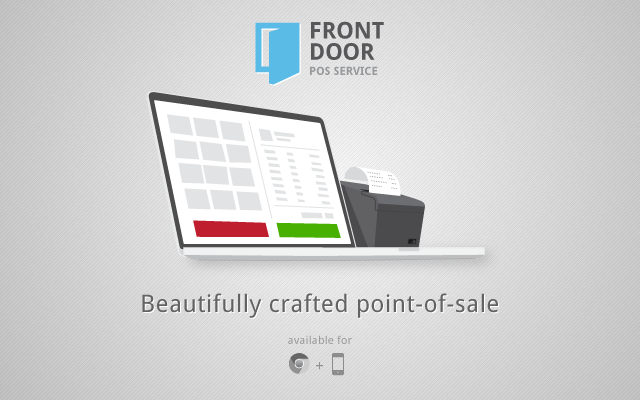 FRONT
DOOR
POS SERVICE
Beautifully crafted point-of-sale
available for
+